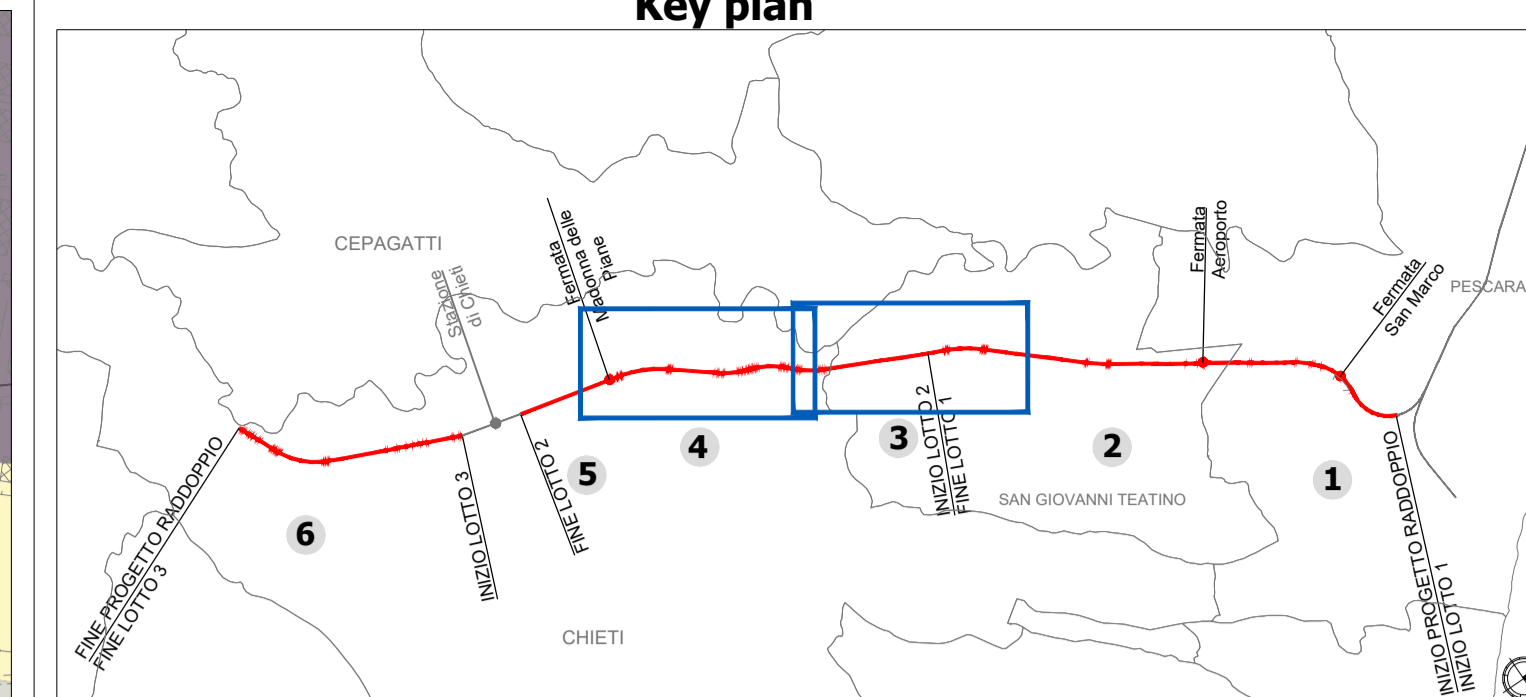 Key plan
CEPAGATTI
Stazione
di Chieti
Fermata
Madonna delle
Piane
Fermata
Aeroporto
Fermata
San Marco
PESCARA
FINE PROGETTO RADDOPPIO
FINE LOTTO 3
6
INIZIO LOTTO 3
FINE LOTTO 2
5
4
3
INIZIO LOTTO 2
FINE LOTTO 1
2
SAN GIOVANNI TEATINO
1
INIZIO PROGETTO RADDOPPIO
INIZIO LOTTO 1
CHIETI